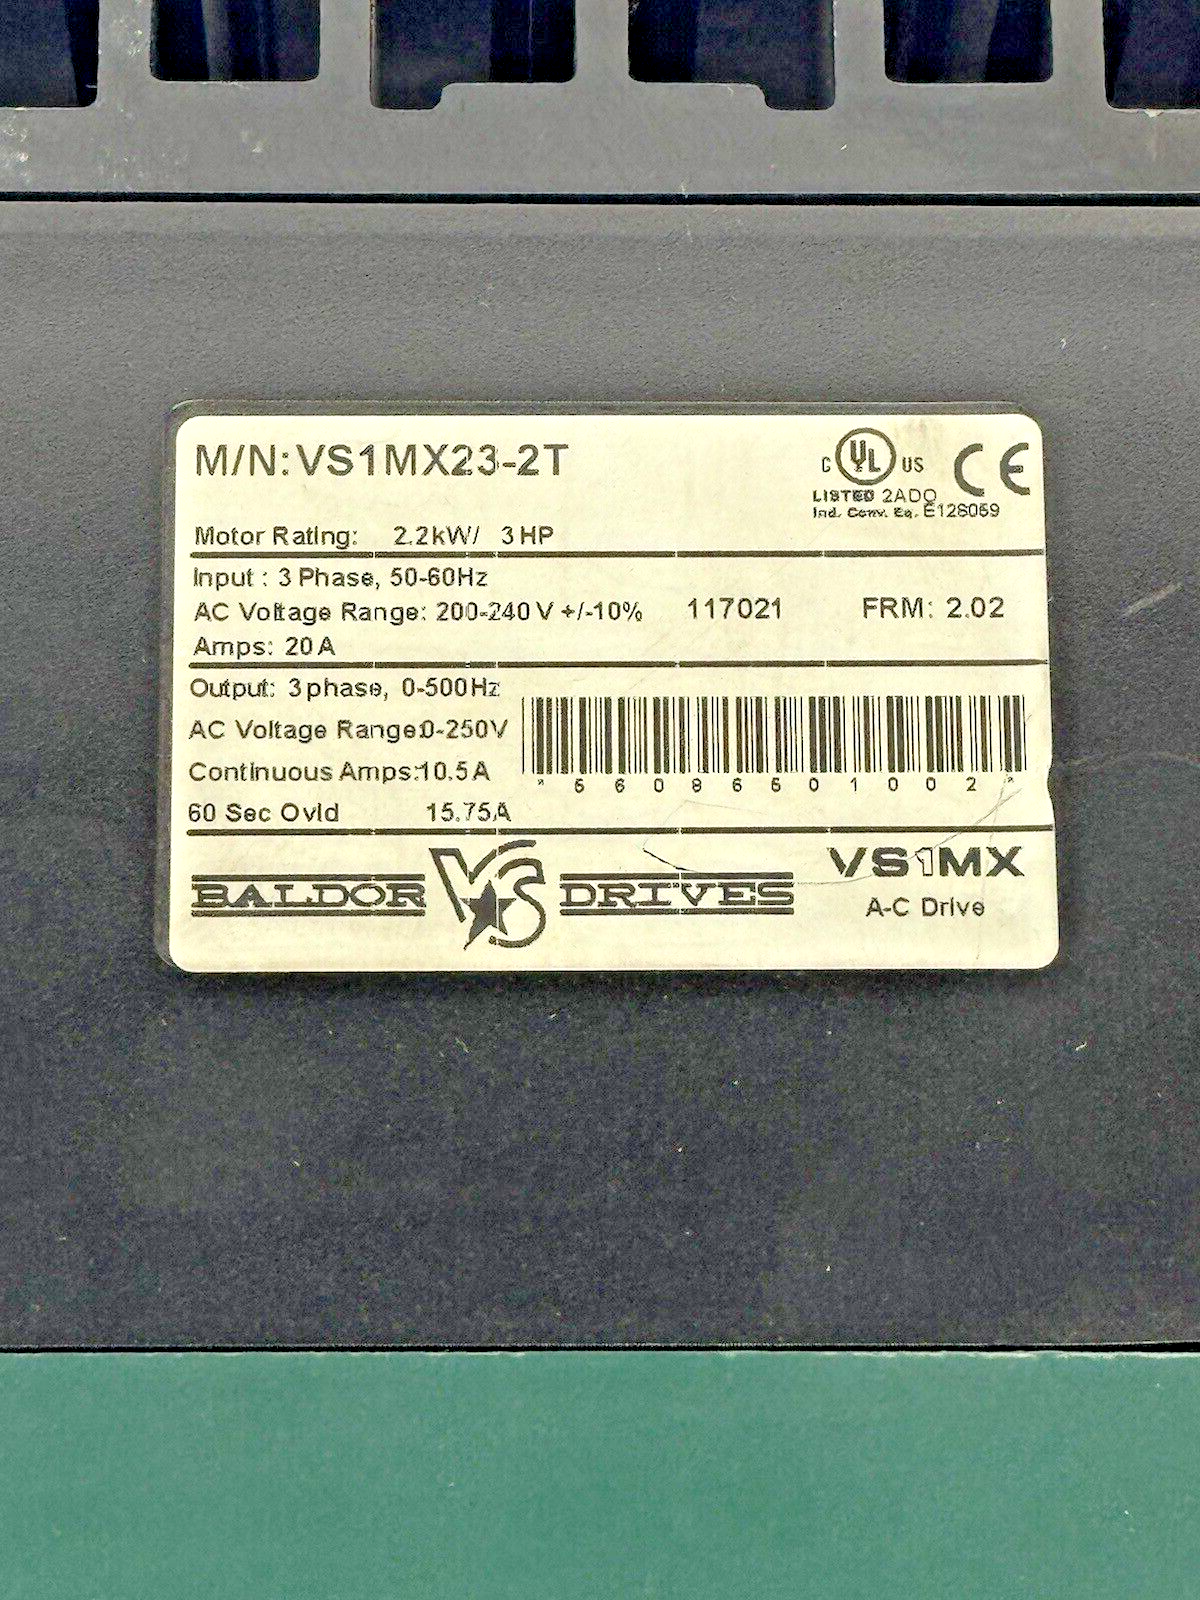 M/N: VS1MX23-2T
C UL US CE
LISTED 2ADO
Ind. Conv. Eq. E128059
Motor Rating: 2.2kW/ 3 HP
Input : 3 Phase, 50-60Hz
AC Voltage Range: 200-240 V +/-10% 117021 FRM: 2.02
Amps: 20 A
Output: 3 phase, 0-500Hz
AC Voltage Range:0-250V
Continuous Amps:10.5 A
60 Sec Ovld 15.75A
BALDOR VS DRIVES
VS1MX
A-C Drive